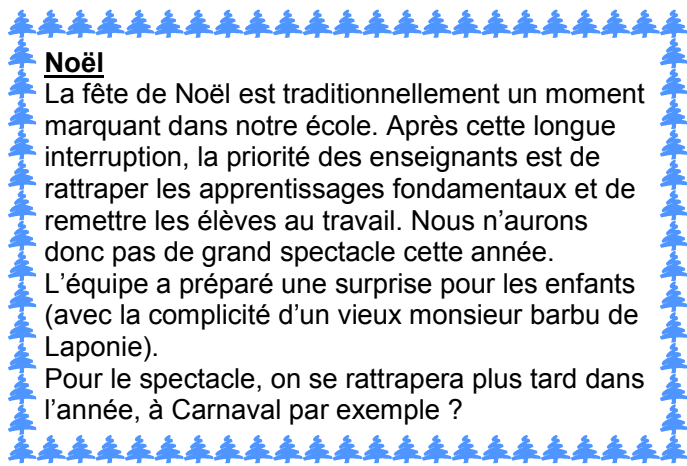 Noël
La fête de Noël est traditionnellement un moment
marquant dans notre école. Après cette longue
interruption, la priorité des enseignants est de
rattraper les apprentissages fondamentaux et de
remettre les élèves au travail. Nous n’aurons
donc pas de grand spectacle cette année.
L’équipe a préparé une surprise pour les enfants
(avec la complicité d’un vieux monsieur barbu de
Laponie).
Pour le spectacle, on se rattrapera plus tard dans
l’année, à Carnaval par exemple ?